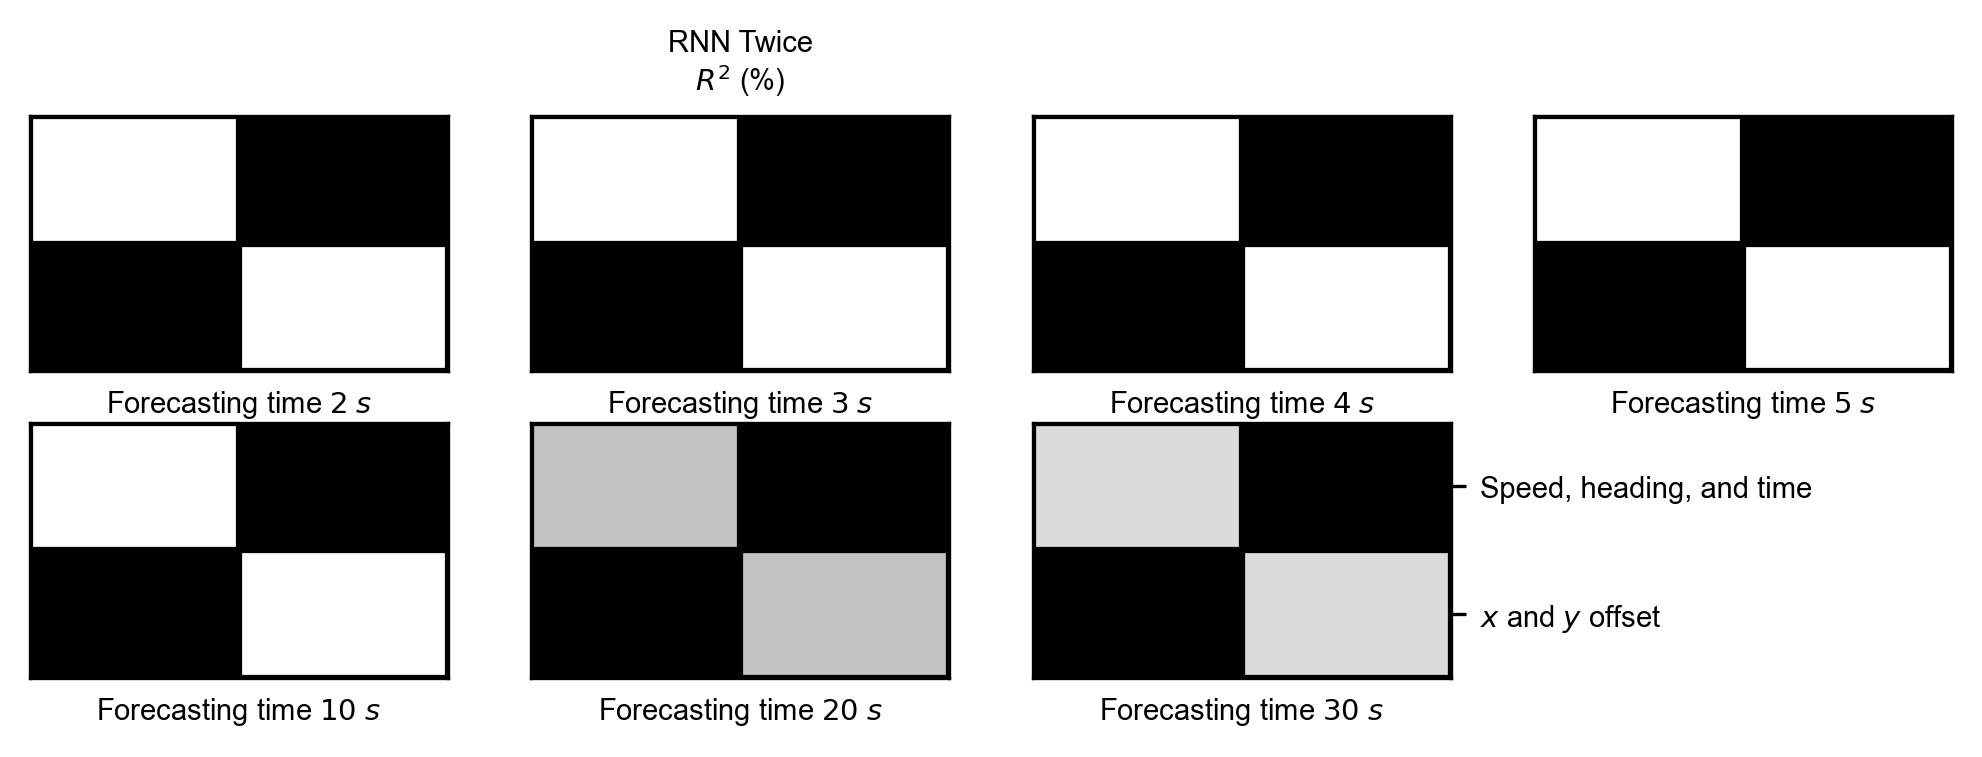 RNN Twice
R² (%)
Forecasting time 2 s
Forecasting time 3 s
Forecasting time 4 s
Forecasting time 5 s
Speed, heading, and time
x and y offset
Forecasting time 10 s
Forecasting time 20 s
Forecasting time 30 s